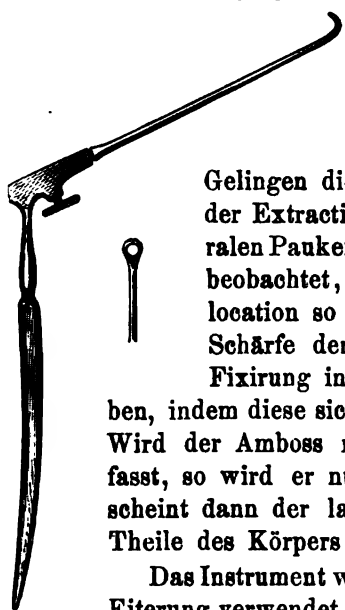 Gelingen di
der Extracti
ralen Pauke
beobachtet,
location so
Schärfe de
Fixirung in
ben, indem diese sic
Wird der Amboss
fasst, so wird er n
scheint dann der la
Theile des Körpers
Das Instrument w
Eiterung verwendet